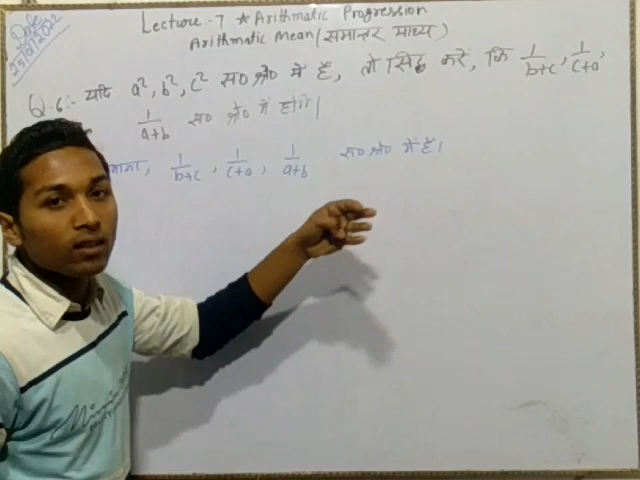 Date
25/01/2022
Lecture-7 * Arithmatic Progression
Arithmatic Mean (समान्तर माध्य)
Q.6:- यदि a², b², c² स० श्रे० में हैं, तो सिद्ध करें, कि 1/b+c, 1/c+a,
1/a+b स० श्रे० में होंगे।
माना, 1/b+c, 1/c+a, 1/a+b स० श्रे० में हैं।